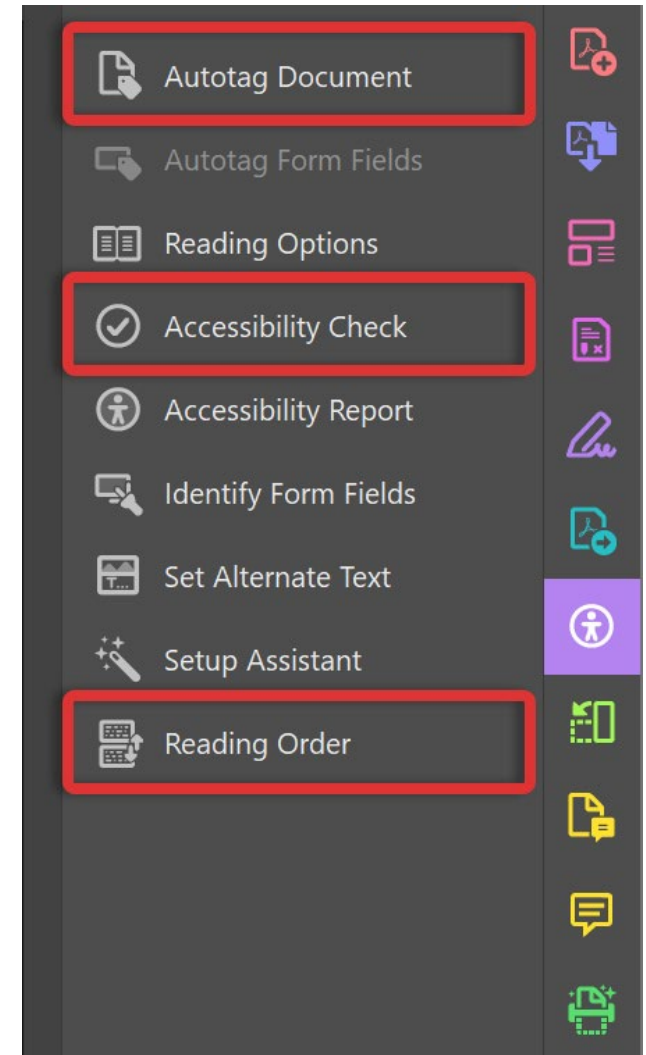 Autotag Document
Autotag Form Fields
Reading Options
Accessibility Check
Accessibility Report
Identify Form Fields
Set Alternate Text
Setup Assistant
Reading Order